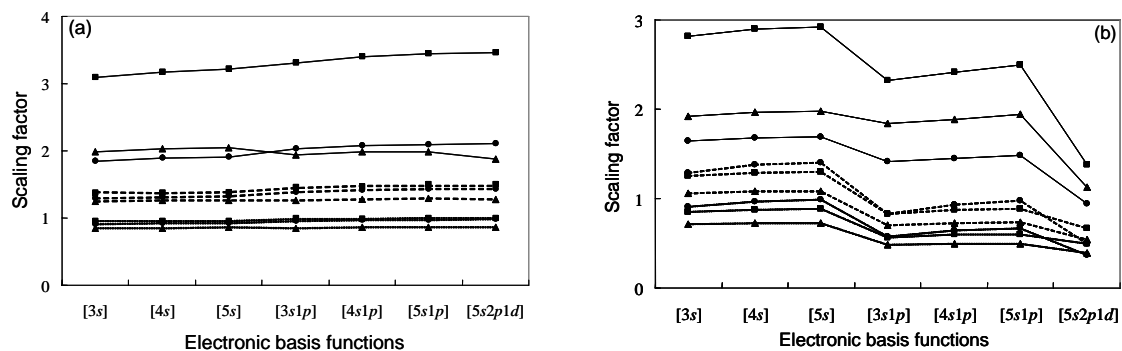 (a)
4
3
2
1
0
Scaling factor
[3s] [4s] [5s] [3s1p] [4s1p] [5s1p] [5s2p1d]
Electronic basis functions
(b)
3
2
1
0
Scaling factor
[3s] [4s] [5s] [3s1p] [4s1p] [5s1p] [5s2p1d]
Electronic basis functions